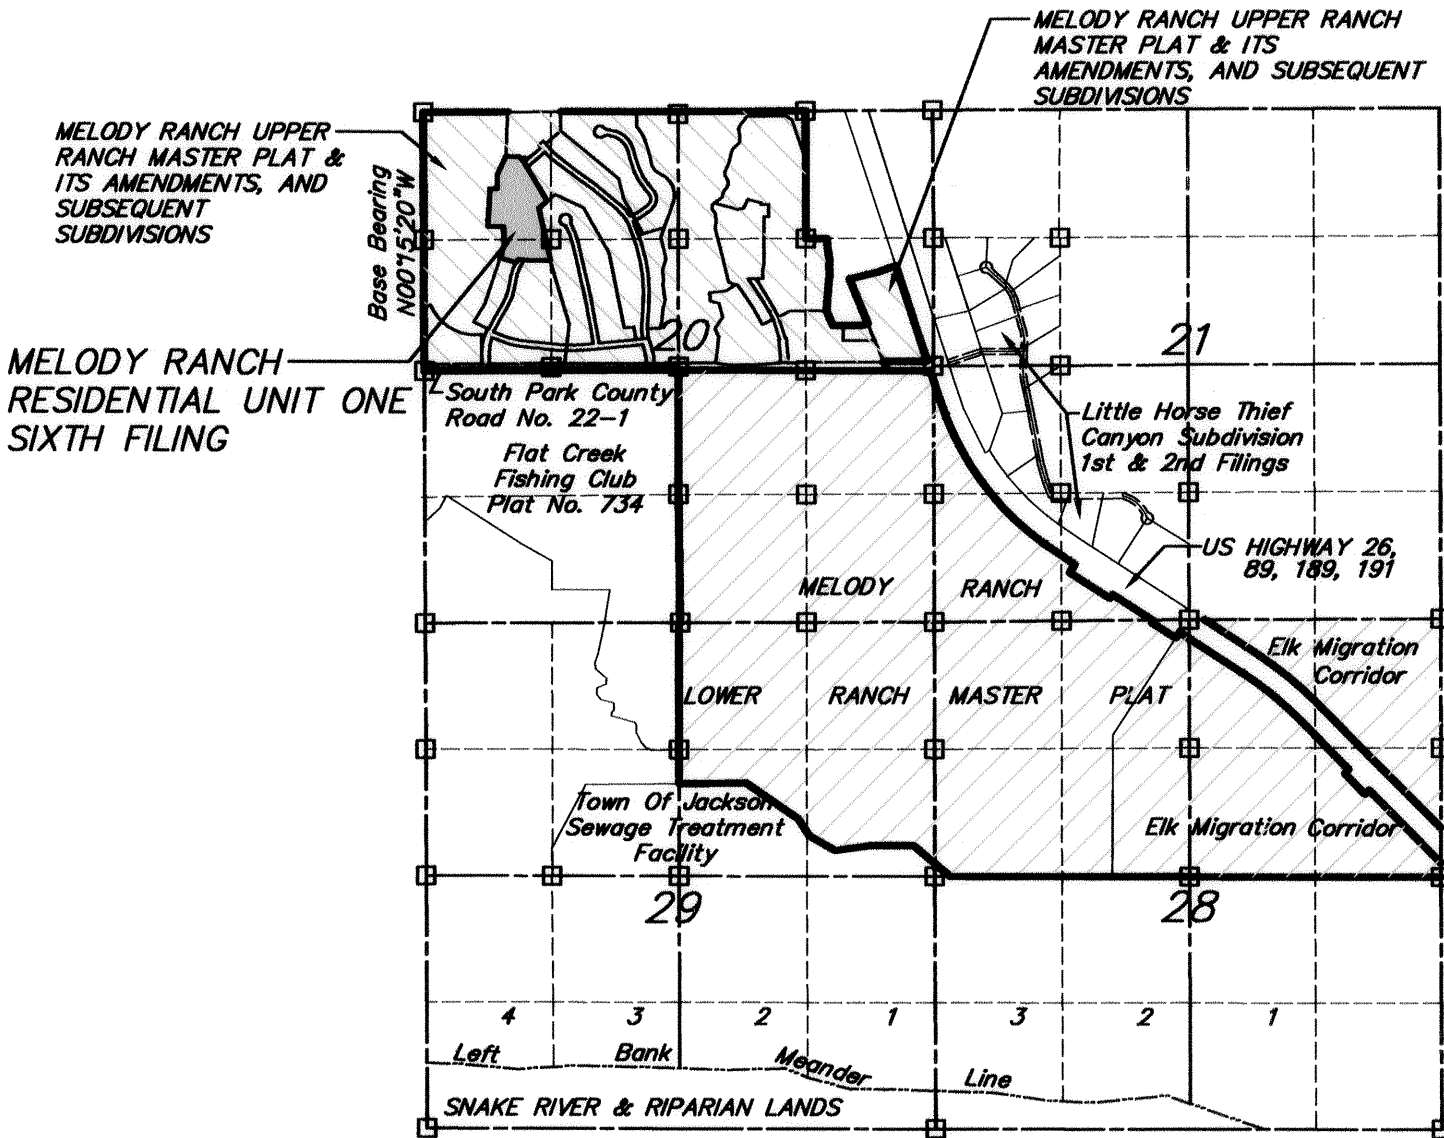 MELODY RANCH UPPER RANCH
MASTER PLAT & ITS
AMENDMENTS, AND SUBSEQUENT
SUBDIVISIONS
MELODY RANCH UPPER
RANCH MASTER PLAT &
ITS AMENDMENTS, AND
SUBSEQUENT
SUBDIVISIONS
Base Bearing
N00°15'20"W
20
21
MELODY RANCH
RESIDENTIAL UNIT ONE
SIXTH FILING
South Park County
Road No. 22-1
Flat Creek
Fishing Club
Plat No. 734
Little Horse Thief
Canyon Subdivision
1st & 2nd Filings
US HIGHWAY 26,
89, 189, 191
MELODY RANCH
LOWER RANCH MASTER PLAT
Elk Migration
Corridor
Town Of Jackson
Sewage Treatment
Facility
Elk Migration Corridor
29
28
4 3 2 1 3 2 1
Left Bank Meander Line
SNAKE RIVER & RIPARIAN LANDS